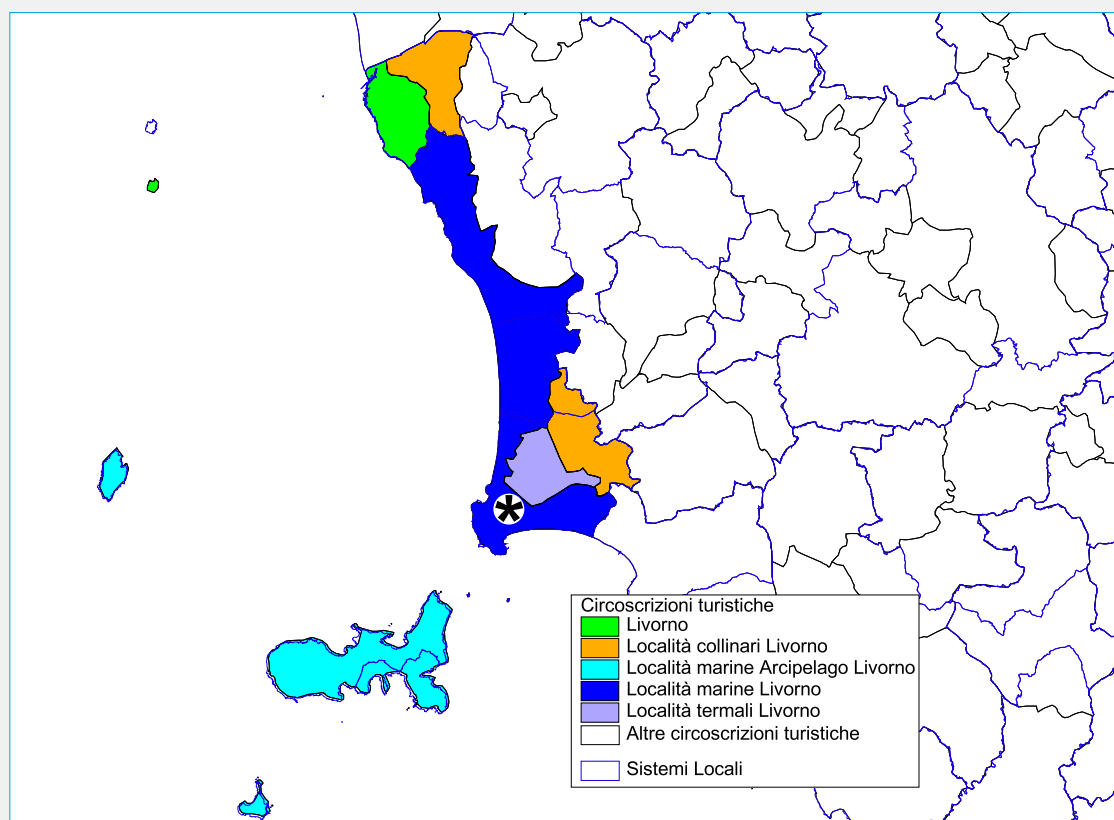 Circoscrizioni turistiche
Livorno
Località collinari Livorno
Località marine Arcipelago Livorno
Località marine Livorno
Località termali Livorno
Altre circoscrizioni turistiche
Sistemi Locali